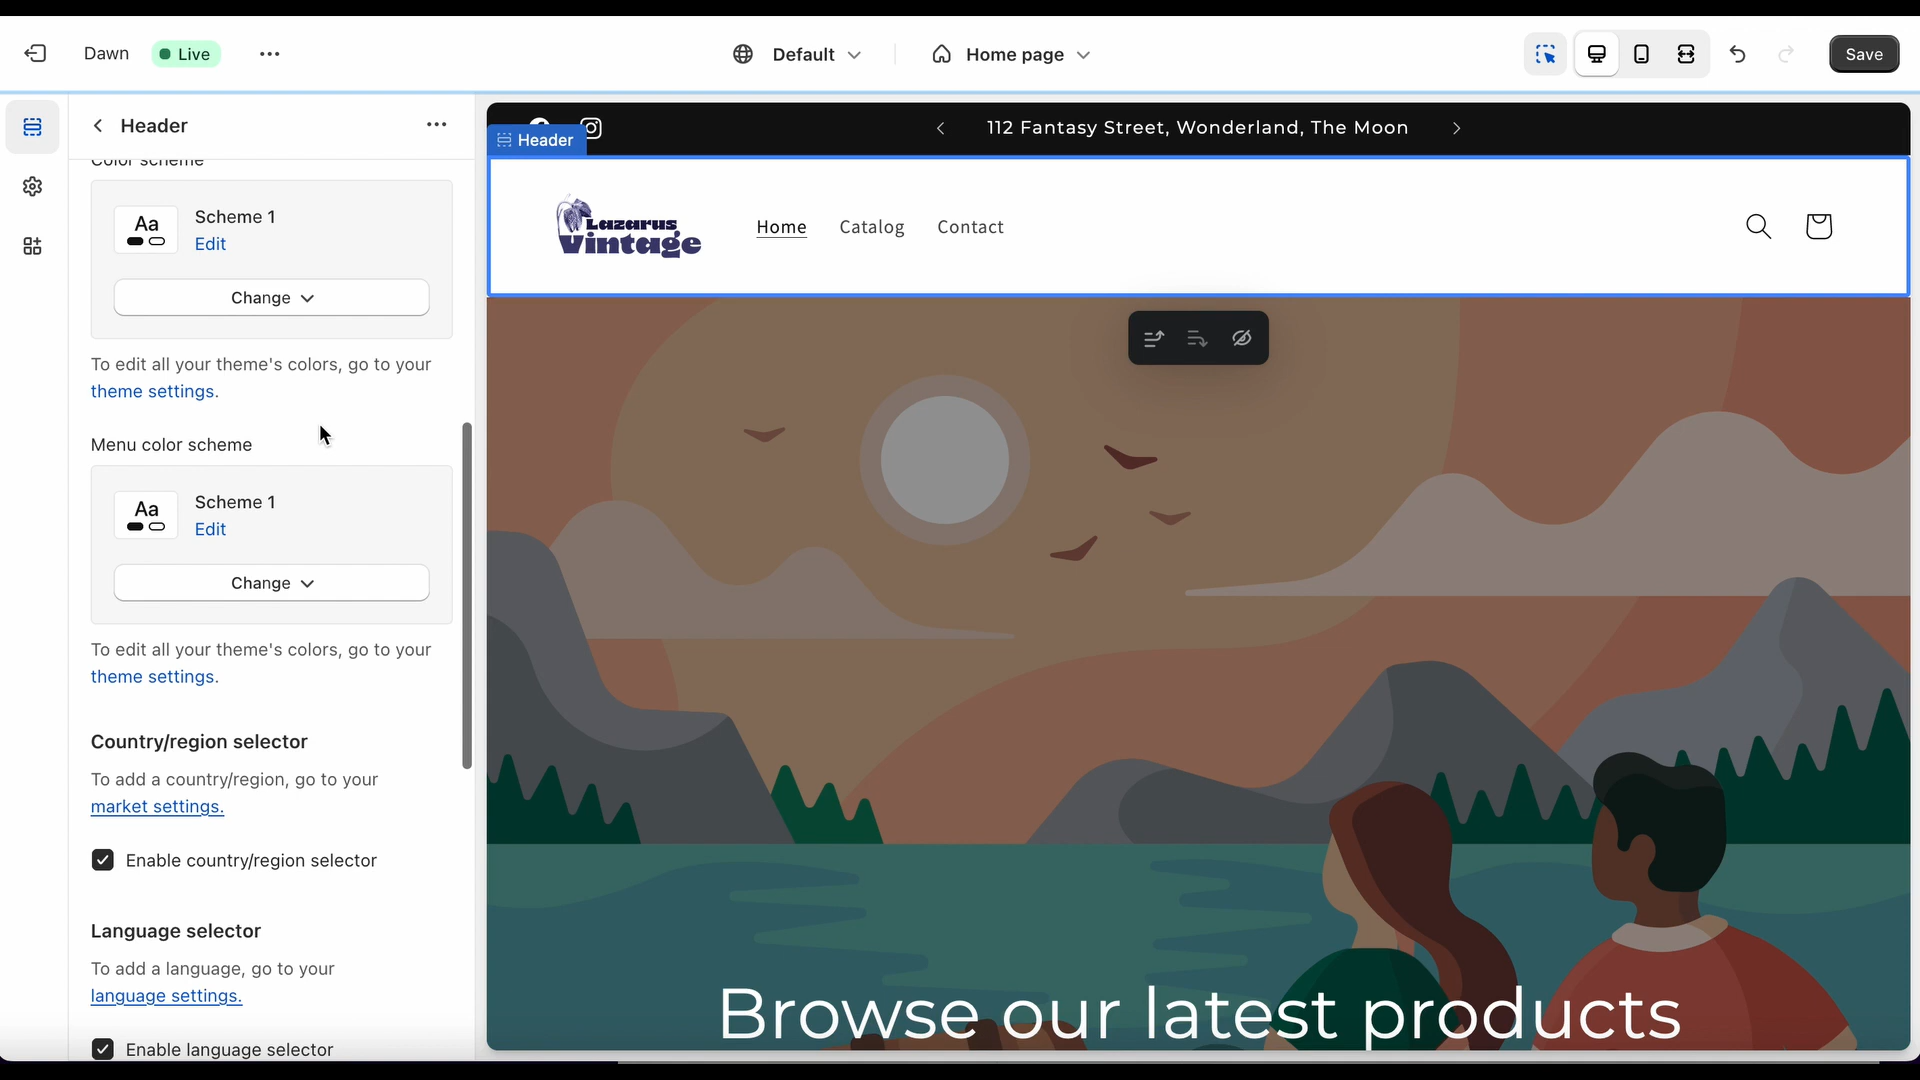 Dawn
Live
Default
Home page
Save
Header
Color scheme
Aa
Scheme 1
Edit
Change
To edit all your theme's colors, go to your
theme settings.
Menu color scheme
Aa
Scheme 1
Edit
Change
To edit all your theme's colors, go to your
theme settings.
Country/region selector
To add a country/region, go to your
market settings.
Enable country/region selector
Language selector
To add a language, go to your
language settings.
Enable language selector
112 Fantasy Street, Wonderland, The Moon
Header
Lazarus
Vintage
Home
Catalog
Contact
Browse our latest products